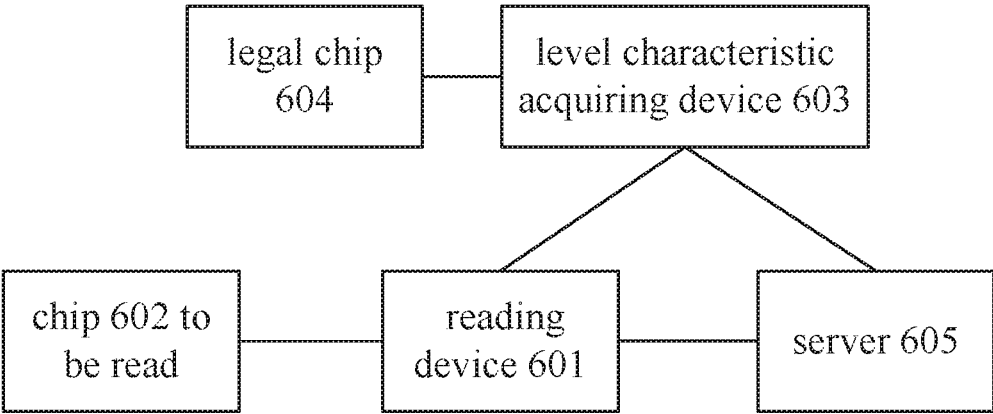 legal chip
604
level characteristic
acquiring device 603
chip 602 to
be read
reading
device 601
server 605